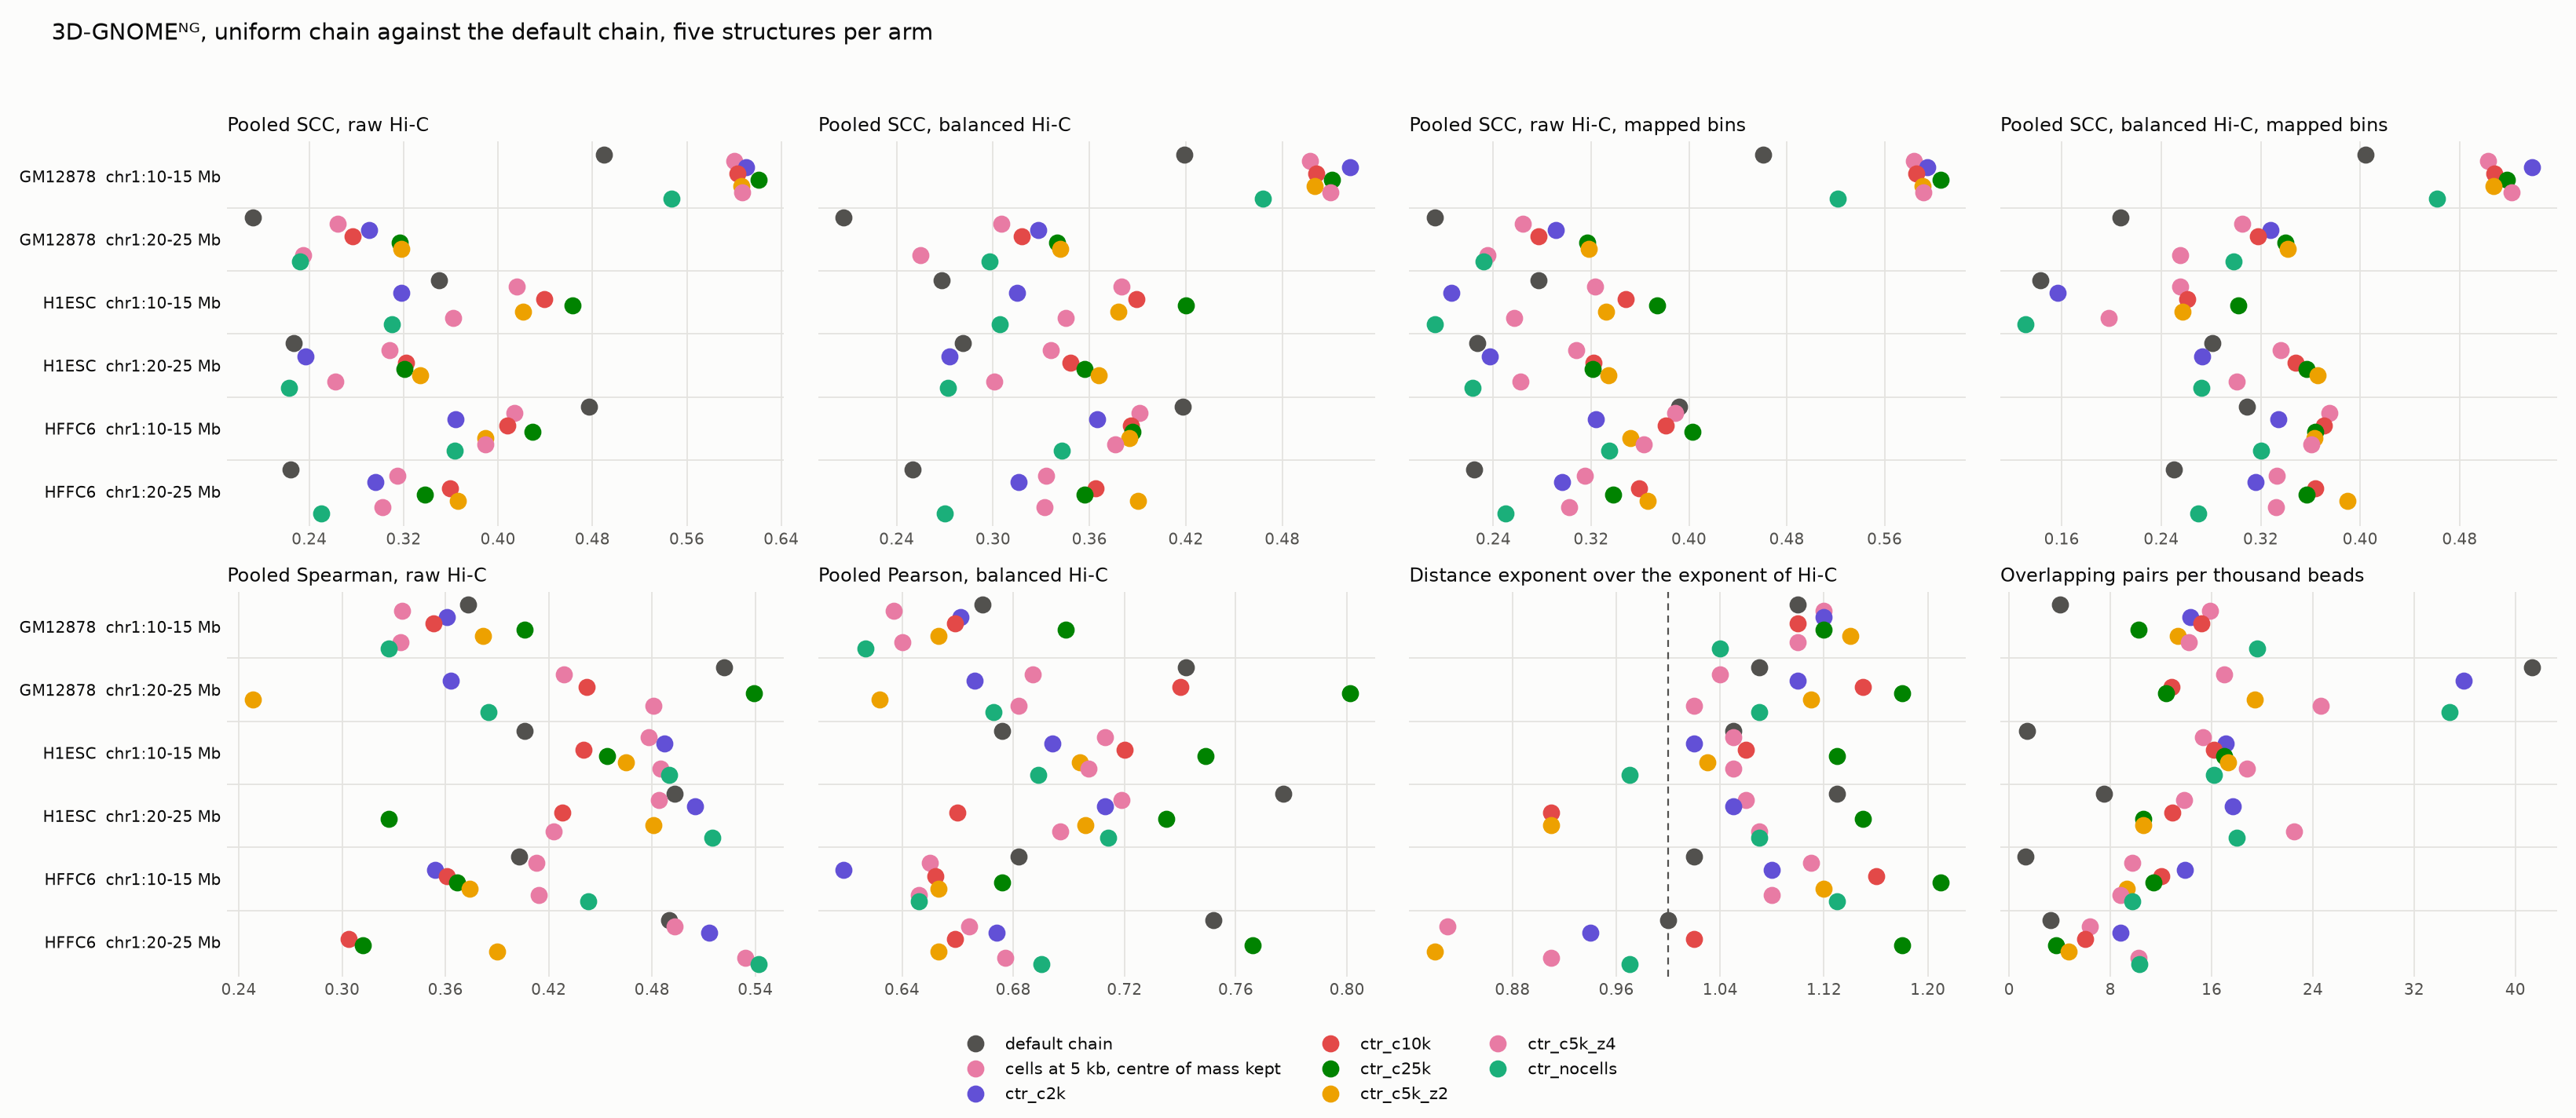 3D-GNOMEᴺᴳ, uniform chain against the default chain, five structures per arm
Pooled SCC, raw Hi-C
Pooled SCC, balanced Hi-C
Pooled SCC, raw Hi-C, mapped bins
Pooled SCC, balanced Hi-C, mapped bins
GM12878 chr1:10-15 Mb
GM12878 chr1:20-25 Mb
H1ESC chr1:10-15 Mb
H1ESC chr1:20-25 Mb
HFFC6 chr1:10-15 Mb
HFFC6 chr1:20-25 Mb
0.24 0.32 0.40 0.48 0.56 0.64
0.24 0.30 0.36 0.42 0.48
0.24 0.32 0.40 0.48 0.56
0.16 0.24 0.32 0.40 0.48
Pooled Spearman, raw Hi-C
Pooled Pearson, balanced Hi-C
Distance exponent over the exponent of Hi-C
Overlapping pairs per thousand beads
GM12878 chr1:10-15 Mb
GM12878 chr1:20-25 Mb
H1ESC chr1:10-15 Mb
H1ESC chr1:20-25 Mb
HFFC6 chr1:10-15 Mb
HFFC6 chr1:20-25 Mb
0.24 0.30 0.36 0.42 0.48 0.54
0.64 0.68 0.72 0.76 0.80
0.88 0.96 1.04 1.12 1.20
0 8 16 24 32 40
default chain
cells at 5 kb, centre of mass kept
ctr_c2k
ctr_c10k
ctr_c25k
ctr_c5k_z2
ctr_c5k_z4
ctr_nocells